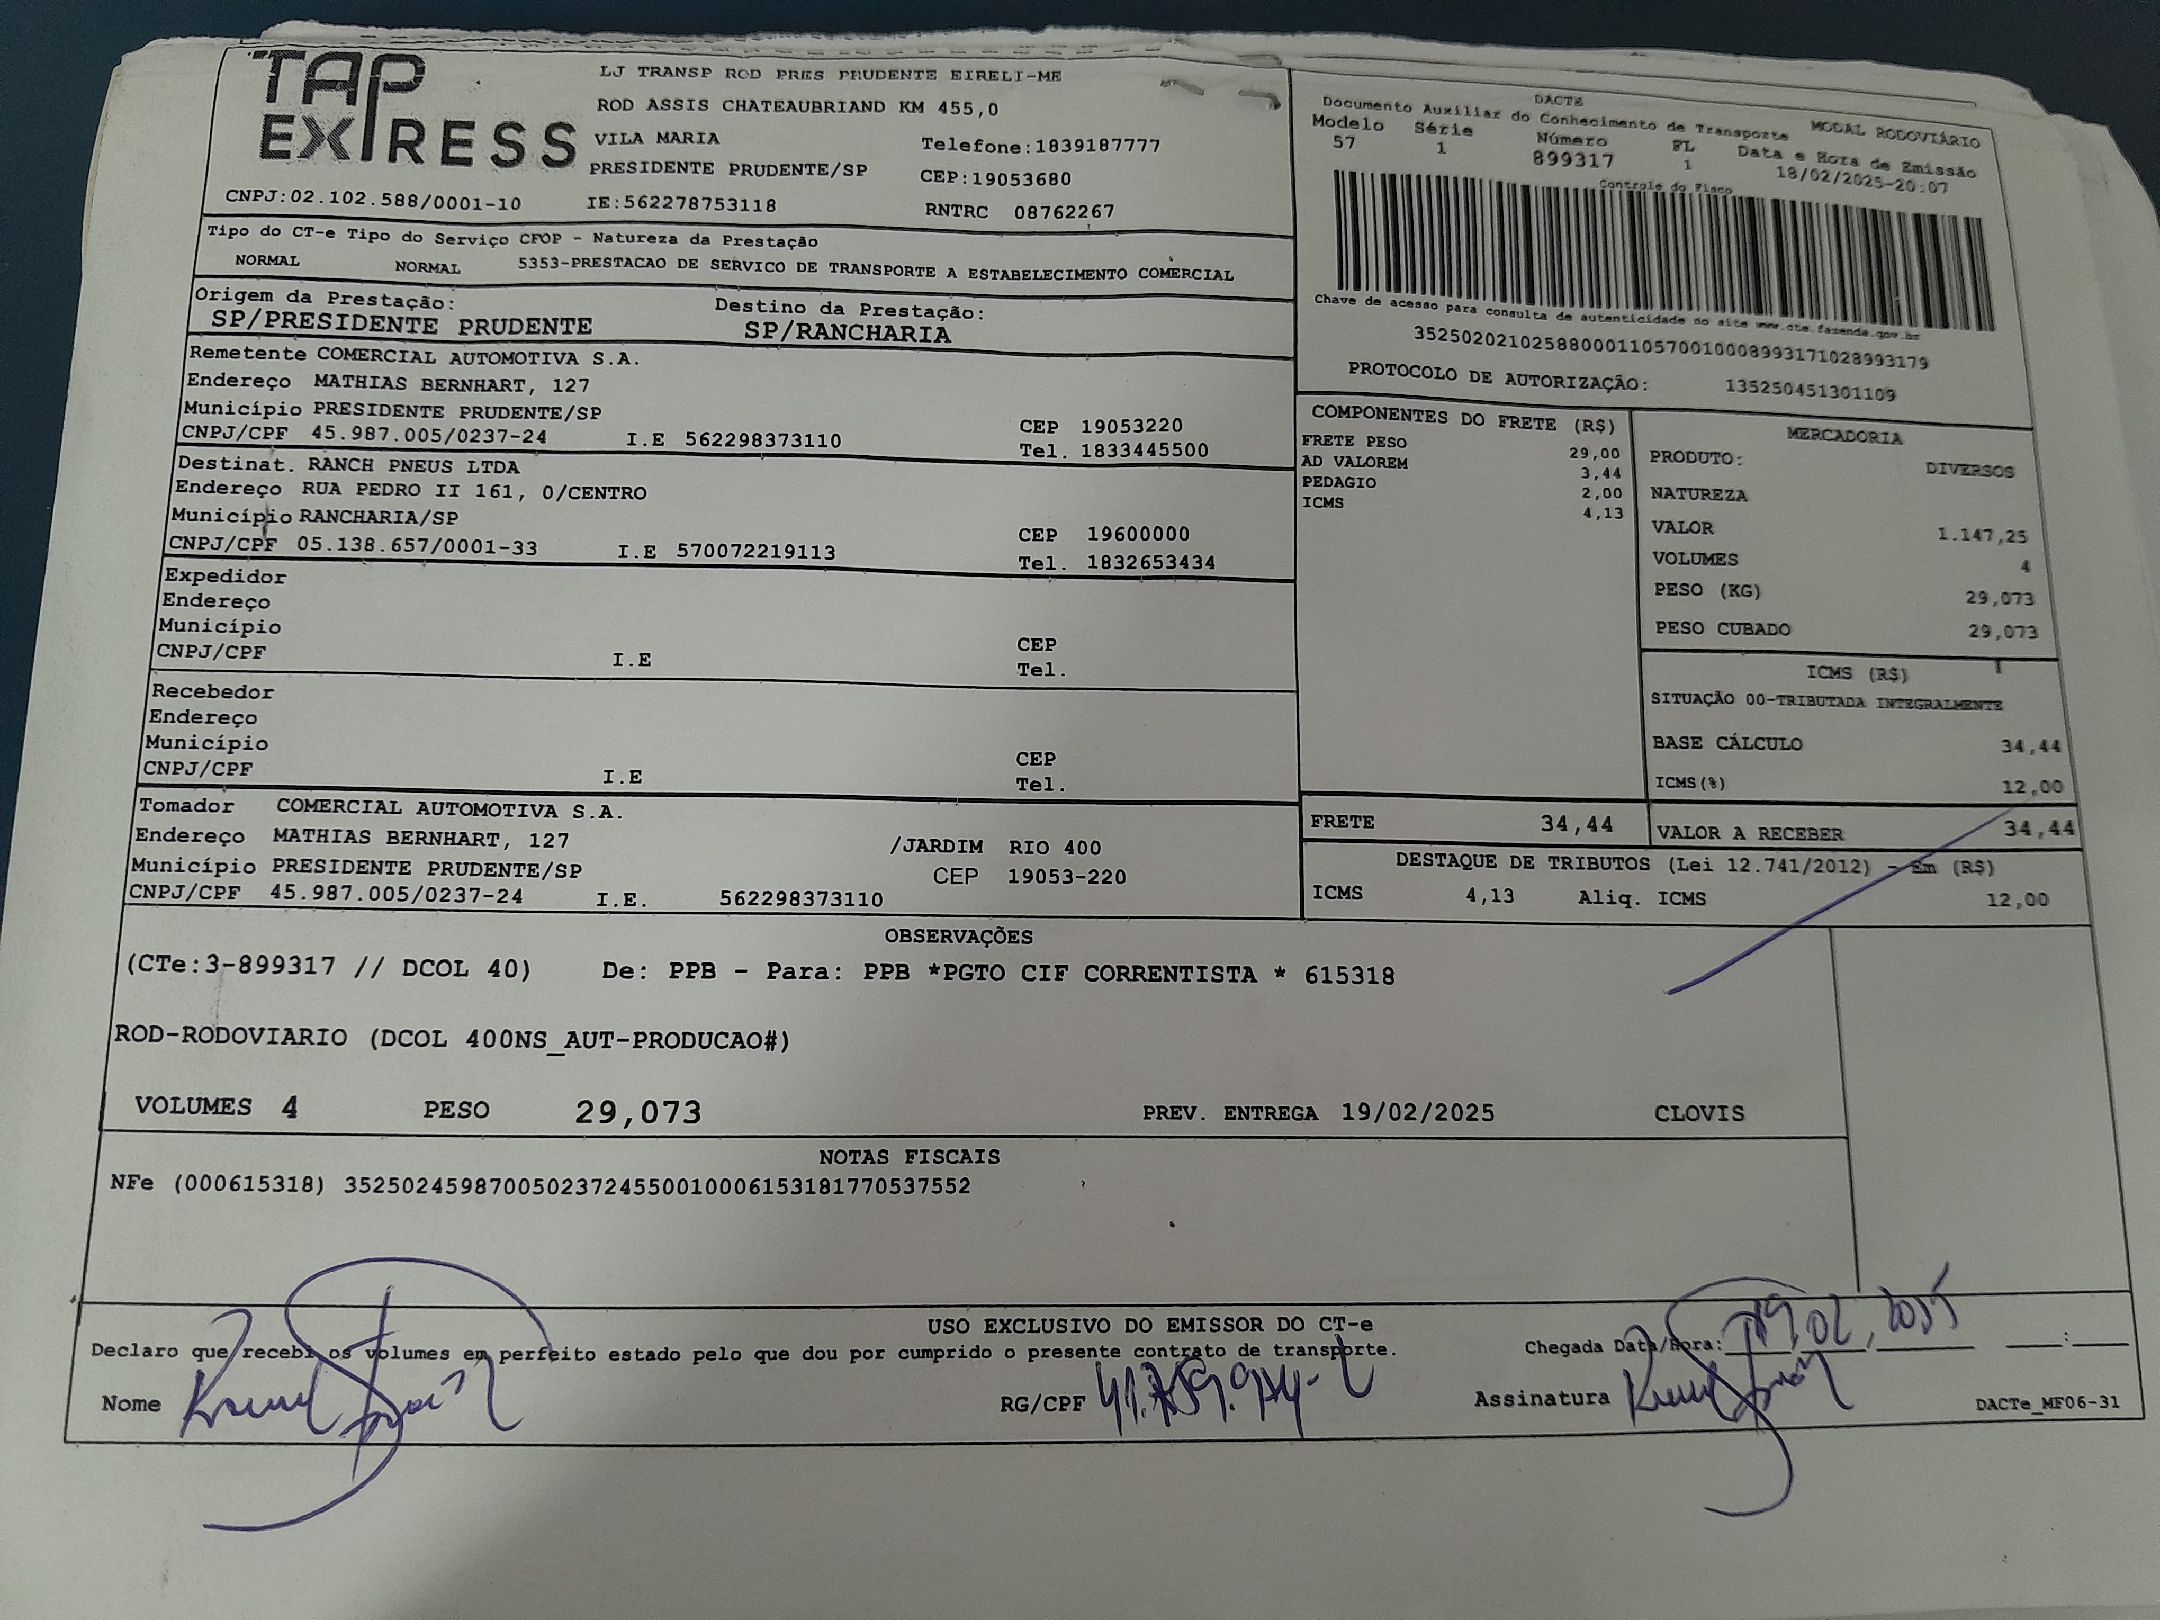 TAP EXPRESS
LJ TRANSP ROD PRES PRUDENTE EIRELI-ME
ROD ASSIS CHATEAUBRIAND KM 455,0
VILA MARIA Telefone:1839187777
PRESIDENTE PRUDENTE/SP CEP:19053680
CNPJ:02.102.588/0001-10 IE:562278753118 RNTRC 08762267
DACTE
Documento Auxiliar do Conhecimento de Transporte MODAL RODOVIÁRIO
Modelo Série Número FL Data e Hora de Emissão
57 1 899317 1 18/02/2025-20:07
Controle do Fisco
Chave de acesso para consulta de autenticidade no site www.cte.fazenda.gov.br
35250202102588000110570010008993171028993179
PROTOCOLO DE AUTORIZAÇÃO: 135250451301109
Tipo do CT-e Tipo do Serviço CFOP - Natureza da Prestação
NORMAL NORMAL 5353-PRESTACAO DE SERVICO DE TRANSPORTE A ESTABELECIMENTO COMERCIAL
Origem da Prestação: Destino da Prestação:
SP/PRESIDENTE PRUDENTE SP/RANCHARIA
Remetente COMERCIAL AUTOMOTIVA S.A.
Endereço MATHIAS BERNHART, 127
Município PRESIDENTE PRUDENTE/SP CEP 19053220
CNPJ/CPF 45.987.005/0237-24 I.E 562298373110 Tel. 1833445500
Destinat. RANCH PNEUS LTDA
Endereço RUA PEDRO II 161, 0/CENTRO
Município RANCHARIA/SP CEP 19600000
CNPJ/CPF 05.138.657/0001-33 I.E 570072219113 Tel. 1832653434
Expedidor
Endereço
Município CEP
CNPJ/CPF I.E Tel.
Recebedor
Endereço
Município CEP
CNPJ/CPF I.E Tel.
Tomador COMERCIAL AUTOMOTIVA S.A.
Endereço MATHIAS BERNHART, 127 /JARDIM RIO 400
Município PRESIDENTE PRUDENTE/SP CEP 19053-220
CNPJ/CPF 45.987.005/0237-24 I.E. 562298373110
COMPONENTES DO FRETE (R$)
FRETE PESO 29,00
AD VALOREM 3,44
PEDAGIO 2,00
ICMS 4,13
MERCADORIA
PRODUTO: DIVERSOS
NATUREZA
VALOR 1.147,25
VOLUMES 4
PESO (KG) 29,073
PESO CUBADO 29,073
ICMS (R$)
SITUAÇÃO 00-TRIBUTADA INTEGRALMENTE
BASE CÁLCULO 34,44
ICMS(%) 12,00
FRETE 34,44 VALOR A RECEBER 34,44
DESTAQUE DE TRIBUTOS (Lei 12.741/2012) - Em (R$)
ICMS 4,13 Aliq. ICMS 12,00
OBSERVAÇÕES
(CTe:3-899317 // DCOL 40) De: PPB - Para: PPB *PGTO CIF CORRENTISTA * 615318
ROD-RODOVIARIO (DCOL 400NS_AUT-PRODUCAO#)
VOLUMES 4 PESO 29,073 PREV. ENTREGA 19/02/2025 CLOVIS
NOTAS FISCAIS
NFe (000615318) 35250245987005023724550010006153181770537552
USO EXCLUSIVO DO EMISSOR DO CT-e
Declaro que recebi os volumes em perfeito estado pelo que dou por cumprido o presente contrato de transporte. Chegada Data/Hora: 19,02,2025 :
Nome RG/CPF Assinatura DACTe_MF06-31